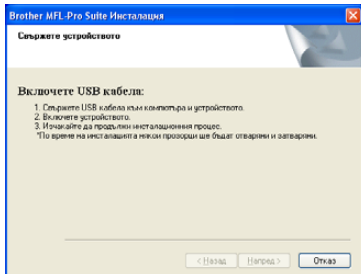 Brother MFL-Pro Suite Инсталация
Свържете устройството
Включете USB кабела:
1. Свържете USB кабела към компютъра и устройството.
2. Включете устройството.
3. Изчакайте да продължи инсталационния процес.
*По време на инсталацията някои прозорци ще бъдат отваряни и затваряни.
< Назад Напред > Отказ